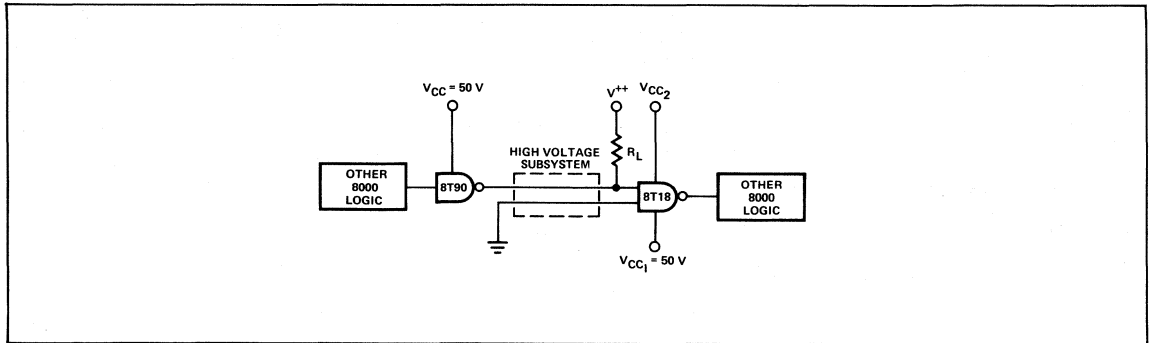 V_CC = 50 V
V++
V_CC2
HIGH VOLTAGE
SUBSYSTEM
R_L
OTHER
8000
LOGIC
8T90
8T18
OTHER
8000
LOGIC
V_CC1 = 50 V